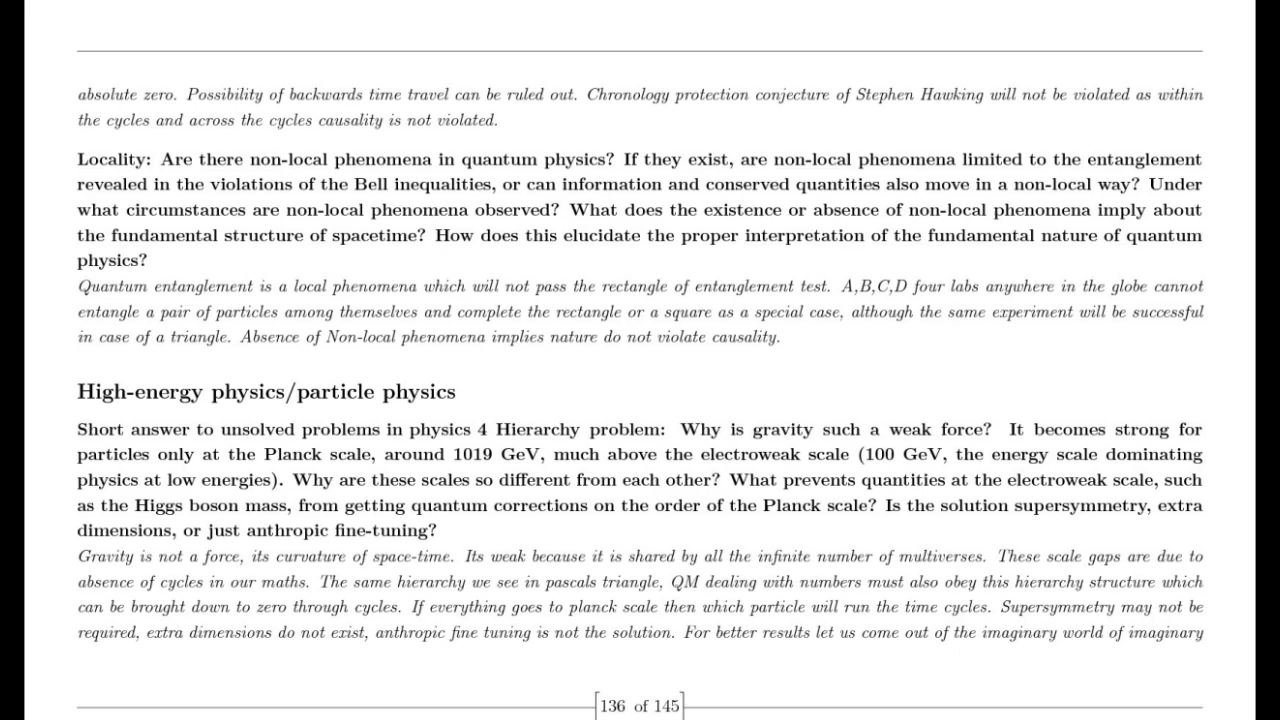 absolute zero. Possibility of backwards time travel can be ruled out. Chronology protection conjecture of Stephen Hawking will not be violated as within
the cycles and across the cycles causality is not violated.
Locality: Are there non-local phenomena in quantum physics? If they exist, are non-local phenomena limited to the entanglement
revealed in the violations of the Bell inequalities, or can information and conserved quantities also move in a non-local way? Under
what circumstances are non-local phenomena observed? What does the existence or absence of non-local phenomena imply about
the fundamental structure of spacetime? How does this elucidate the proper interpretation of the fundamental nature of quantum
physics?
Quantum entanglement is a local phenomena which will not pass the rectangle of entanglement test. A,B,C,D four labs anywhere in the globe cannot
entangle a pair of particles among themselves and complete the rectangle or a square as a special case, although the same experiment will be successful
in case of a triangle. Absence of Non-local phenomena implies nature do not violate causality.
High-energy physics/particle physics
Short answer to unsolved problems in physics 4 Hierarchy problem: Why is gravity such a weak force? It becomes strong for
particles only at the Planck scale, around 1019 GeV, much above the electroweak scale (100 GeV, the energy scale dominating
physics at low energies). Why are these scales so different from each other? What prevents quantities at the electroweak scale, such
as the Higgs boson mass, from getting quantum corrections on the order of the Planck scale? Is the solution supersymmetry, extra
dimensions, or just anthropic fine-tuning?
Gravity is not a force, its curvature of space-time. Its weak because it is shared by all the infinite number of multiverses. These scale gaps are due to
absence of cycles in our maths. The same hierarchy we see in pascals triangle, QM dealing with numbers must also obey this hierarchy structure which
can be brought down to zero through cycles. If everything goes to planck scale then which particle will run the time cycles. Supersymmetry may not be
required, extra dimensions do not exist, anthropic fine tuning is not the solution. For better results let us come out of the imaginary world of imaginary
136 of 145